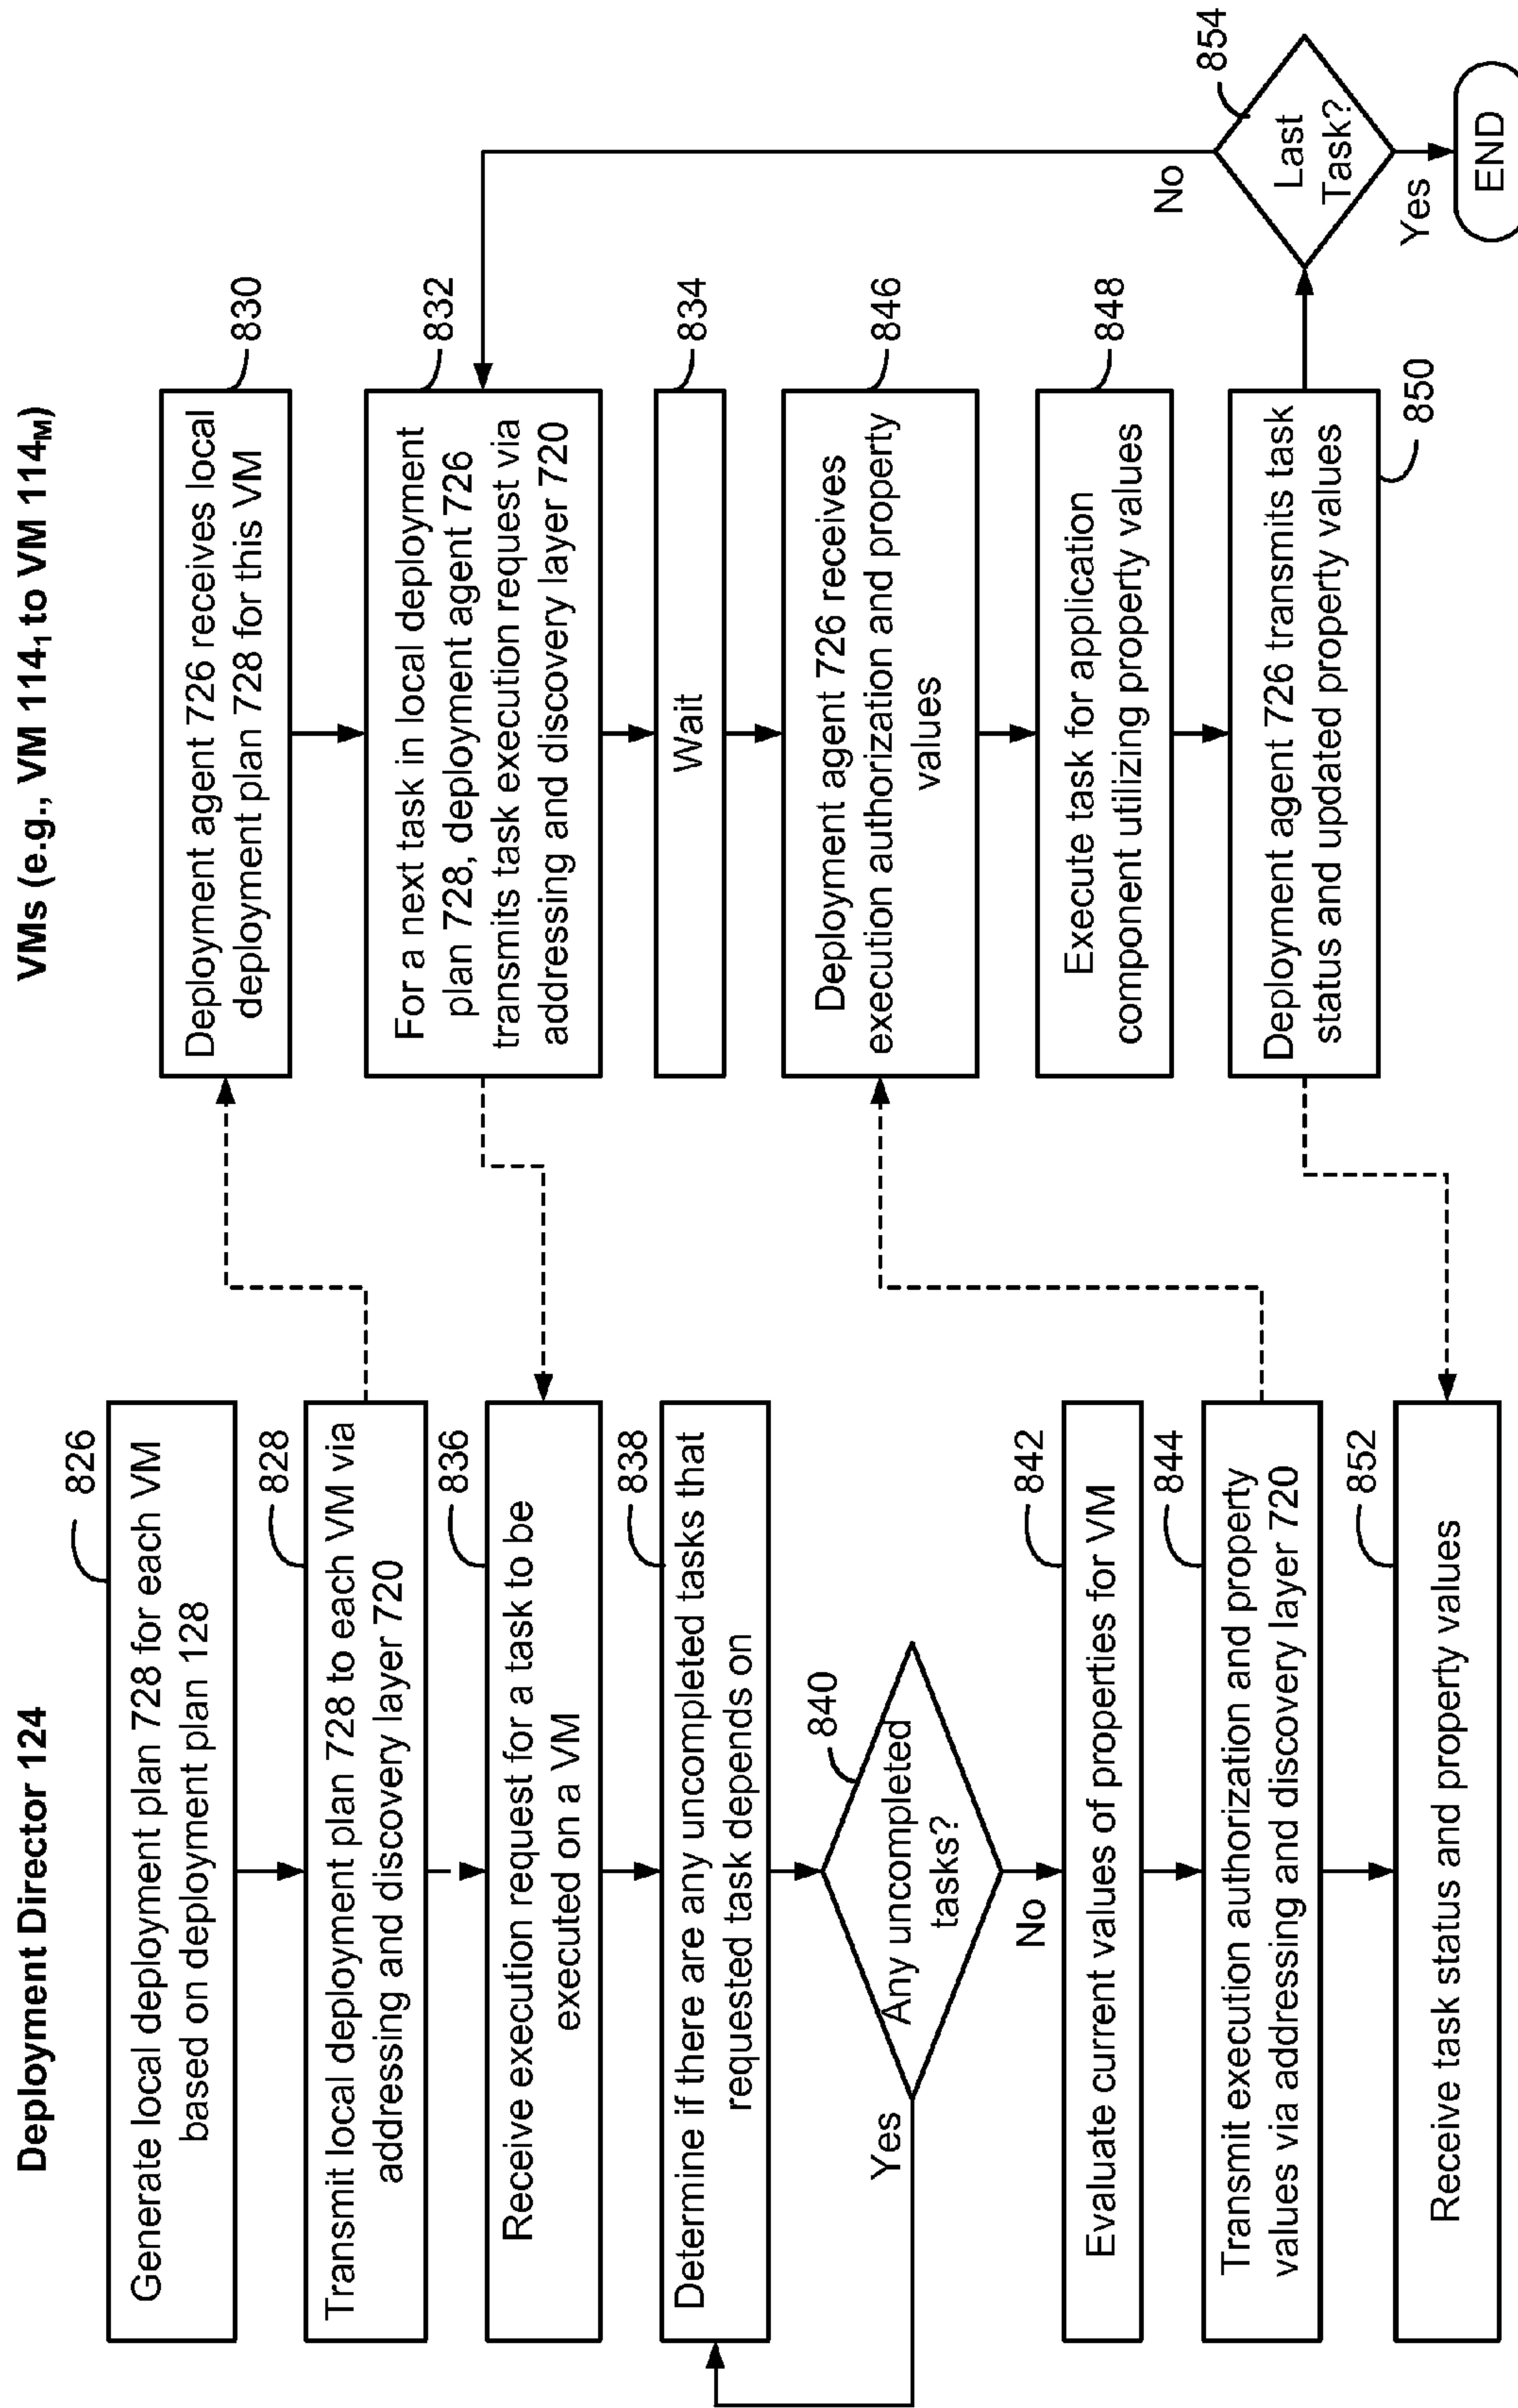 Deployment Director 124
826
Generate local deployment plan 728 for each VM
based on deployment plan 128
828
Transmit local deployment plan 728 to each VM via
addressing and discovery layer 720
836
Receive execution request for a task to be
executed on a VM
838
Determine if there are any uncompleted tasks that
requested task depends on
840
Any uncompleted
tasks?
Yes
No
842
Evaluate current values of properties for VM
844
Transmit execution authorization and property
values via addressing and discovery layer 720
852
Receive task status and property values
VMs (e.g., VM 114₁ to VM 114M)
Deployment agent 726 receives local
deployment plan 728 for this VM
830
For a next task in local deployment
plan 728, deployment agent 726
transmits task execution request via
addressing and discovery layer 720
832
Wait
834
Deployment agent 726 receives
execution authorization and property
values
846
Execute task for application
component utilizing property values
848
Deployment agent 726 transmits task
status and updated property values
850
854
Last
Task?
No
Yes
END